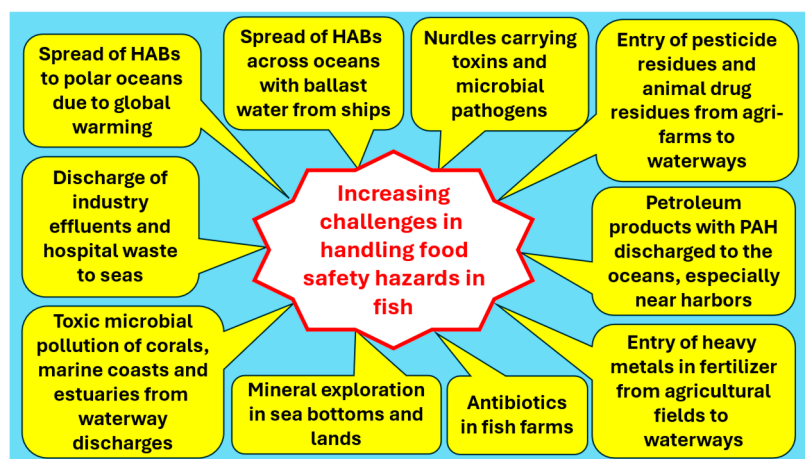 Spread of HABs
to polar oceans
due to global
warming
Spread of HABs
across oceans
with ballast
water from ships
Nurdles carrying
toxins and
microbial
pathogens
Entry of pesticide
residues and
animal drug
residues from agri-
farms to
waterways
Discharge of
industry
effluents and
hospital waste
to seas
Increasing
challenges in
handling food
safety hazards in
fish
Petroleum
products with PAH
discharged to the
oceans, especially
near harbors
Toxic microbial
pollution of corals,
marine coasts and
estuaries from
waterway
discharges
Mineral exploration
in sea bottoms and
lands
Antibiotics
in fish farms
Entry of heavy
metals in fertilizer
from agricultural
fields to
waterways